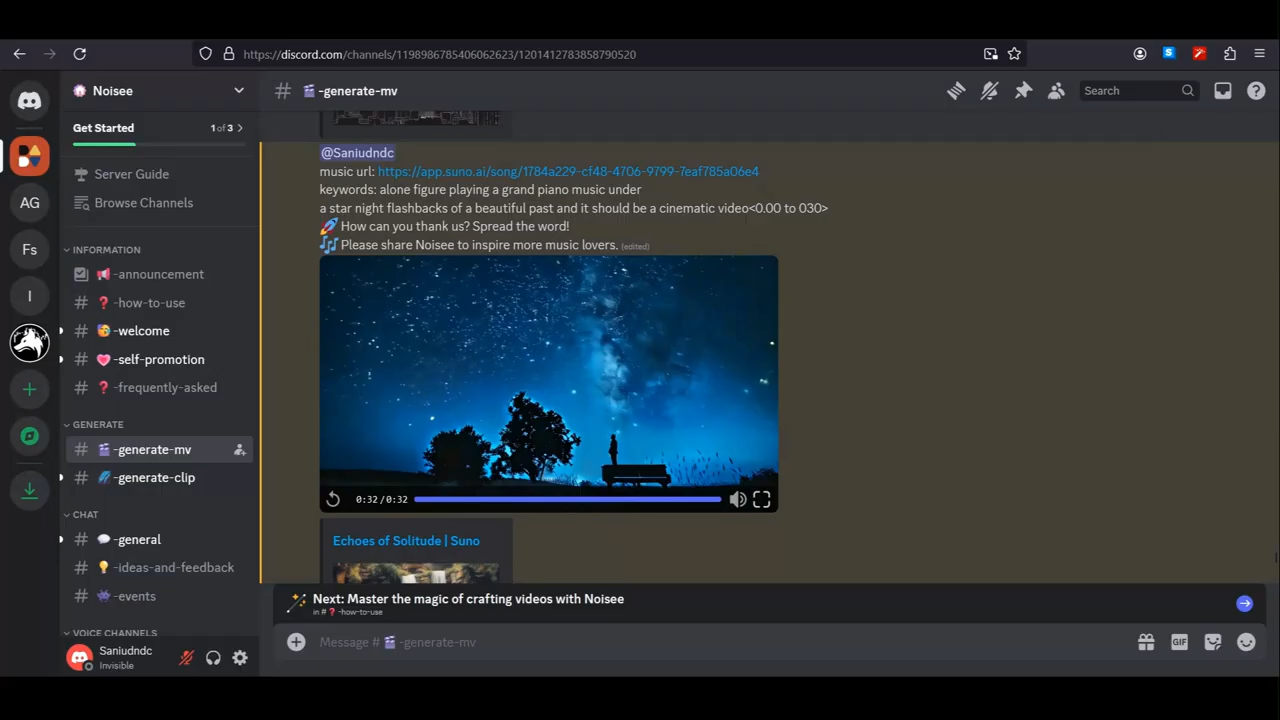 https://discord.com/channels/1198986785406062623/1201412783858790520
Noisee
Get Started
1 of 3
Server Guide
Browse Channels
INFORMATION
-announcement
-how-to-use
-welcome
-self-promotion
-frequently-asked
GENERATE
-generate-mv
-generate-clip
CHAT
-general
-ideas-and-feedback
-events
VOICE CHANNELS
Saniudndc
Invisible
AG
Fs
I
-generate-mv
Search
@Saniudndc
music url: https://app.suno.ai/song/1784a229-cf48-4706-9799-7eaf785a06e4
keywords: alone figure playing a grand piano music under
a star night flashbacks of a beautiful past and it should be a cinematic video<0.00 to 030>
🚀 How can you thank us? Spread the word!
🎶 Please share Noisee to inspire more music lovers. (edited)
0:32/0:32
Echoes of Solitude | Suno
Next: Master the magic of crafting videos with Noisee
in # ❓-how-to-use
Message # 🎬-generate-mv
GIF